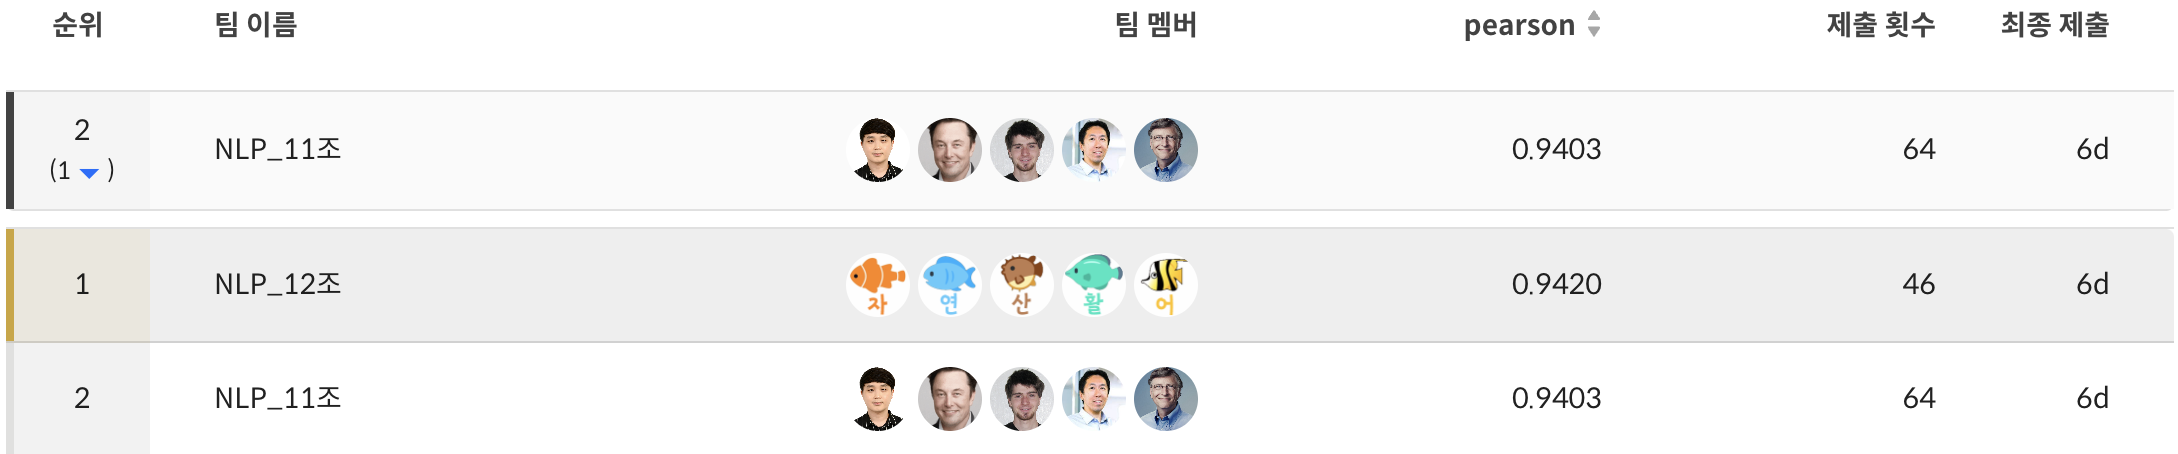 순위 팀 이름 팀 멤버 pearson 제출 횟수 최종 제출
2 NLP_11조 0.9403 64 6d
(1 ▼ )
1 NLP_12조 자 연 산 활 어 0.9420 46 6d
2 NLP_11조 0.9403 64 6d